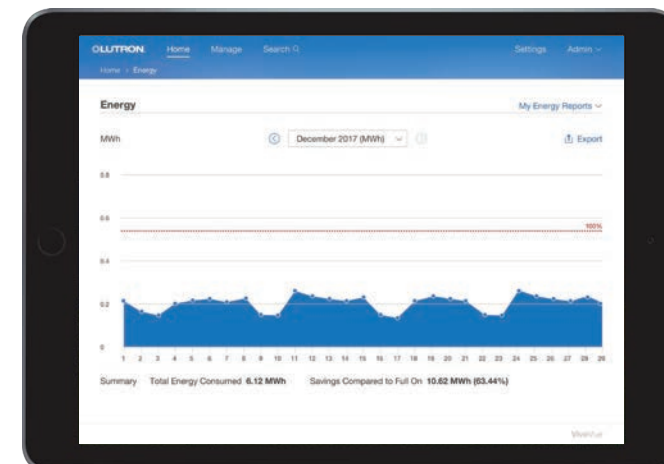 LUTRON Home Manage Search Settings Admin
Home > Energy
Energy My Energy Reports
MWh December 2017 (MWh) Export
0.8
0.6
100%
0.4
0.2
0
1 2 3 4 5 6 7 8 9 10 11 12 13 14 15 16 17 18 19 20 21 22 23 24 25 26 27 28 29
Summary Total Energy Consumed 6.12 MWh Savings Compared to Full On 10.62 MWh (63.44%)